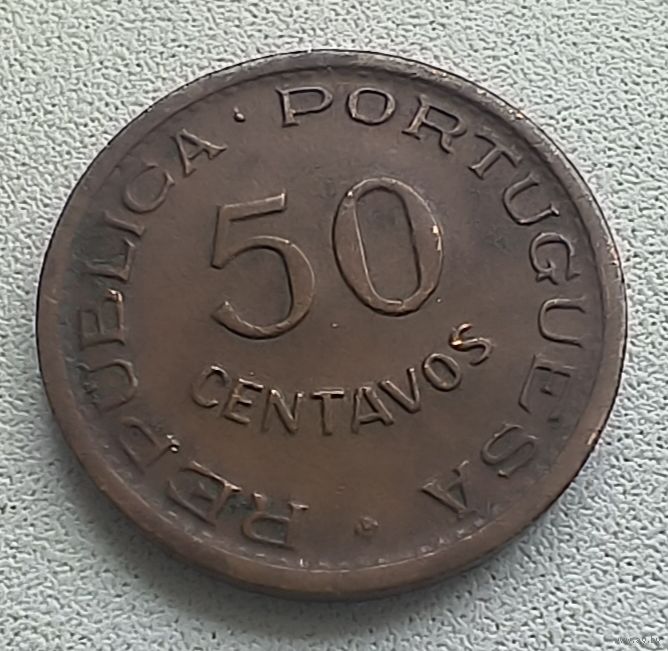 REPUBLICA · PORTUGUESA ·
50
CENTAVOS